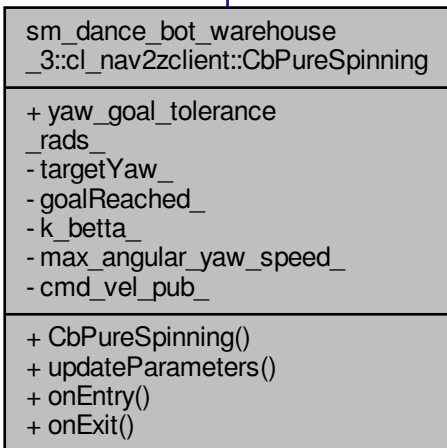 sm_dance_bot_warehouse
_3::cl_nav2zclient::CbPureSpinning
+ yaw_goal_tolerance
_rads_
- targetYaw_
- goalReached_
- k_betta_
- max_angular_yaw_speed_
- cmd_vel_pub_
+ CbPureSpinning()
+ updateParameters()
+ onEntry()
+ onExit()